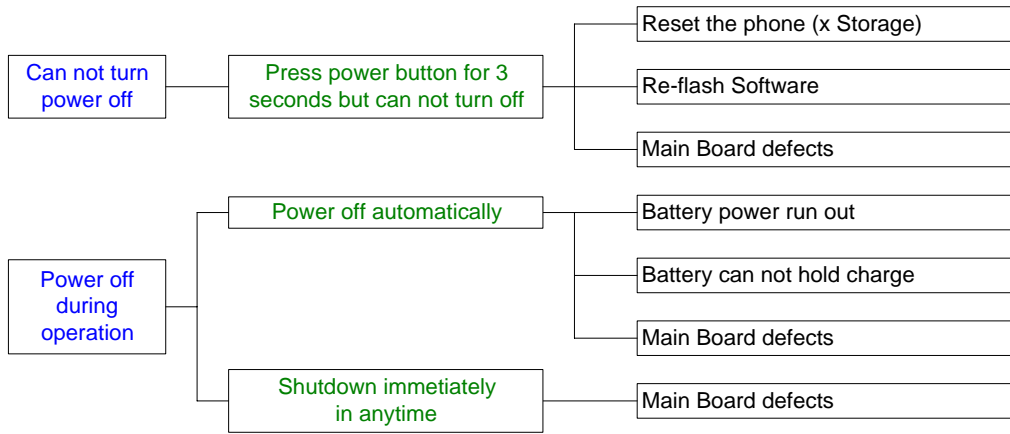 Can not turn
power off
Press power button for 3
seconds but can not turn off
Reset the phone (x Storage)
Re-flash Software
Main Board defects
Power off
during
operation
Power off automatically
Battery power run out
Battery can not hold charge
Main Board defects
Shutdown immetiately
in anytime
Main Board defects